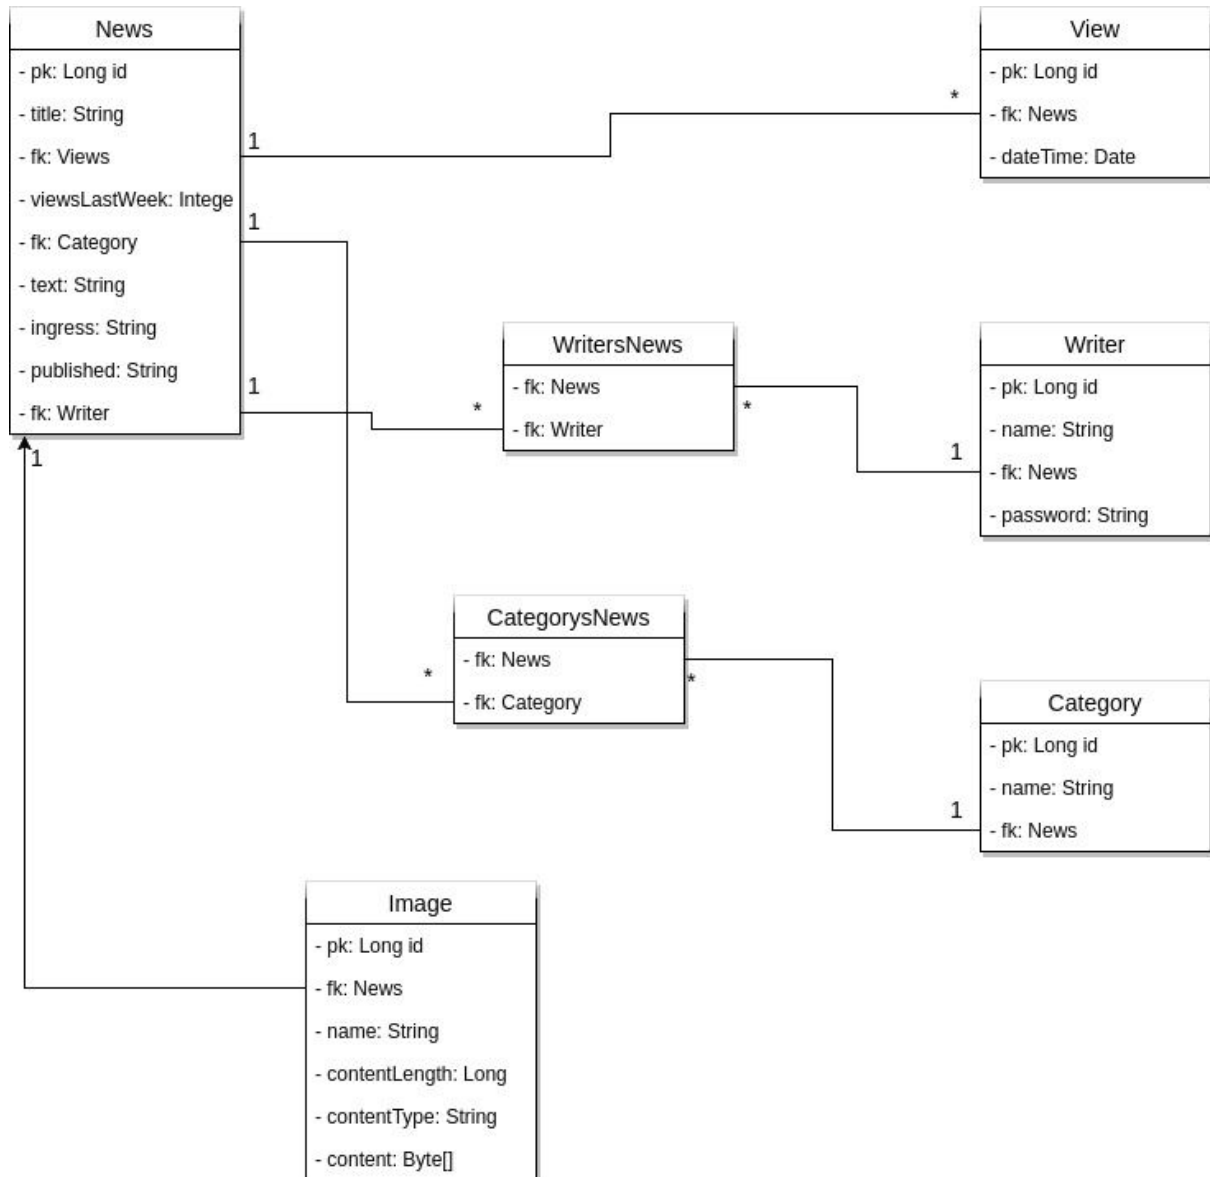 News
- pk: Long id
- title: String
- fk: Views
- viewsLastWeek: Intege
- fk: Category
- text: String
- ingress: String
- published: String
- fk: Writer
1
1
1
1
View
- pk: Long id
- fk: News
- dateTime: Date
*
WritersNews
- fk: News
- fk: Writer
*
*
Writer
- pk: Long id
- name: String
- fk: News
- password: String
1
CategorysNews
- fk: News
- fk: Category
*
*
Category
- pk: Long id
- name: String
- fk: News
1
Image
- pk: Long id
- fk: News
- name: String
- contentLength: Long
- contentType: String
- content: Byte[]